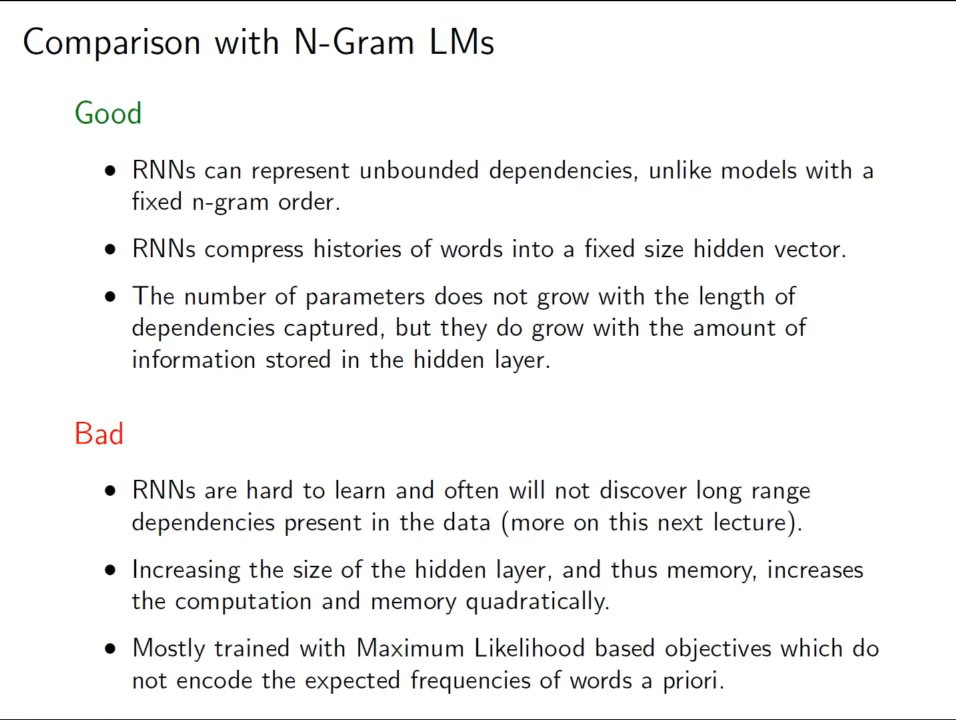 Comparison with N-Gram LMs
Good
• RNNs can represent unbounded dependencies, unlike models with a
fixed n-gram order.
• RNNs compress histories of words into a fixed size hidden vector.
• The number of parameters does not grow with the length of
dependencies captured, but they do grow with the amount of
information stored in the hidden layer.
Bad
• RNNs are hard to learn and often will not discover long range
dependencies present in the data (more on this next lecture).
• Increasing the size of the hidden layer, and thus memory, increases
the computation and memory quadratically.
• Mostly trained with Maximum Likelihood based objectives which do
not encode the expected frequencies of words a priori.